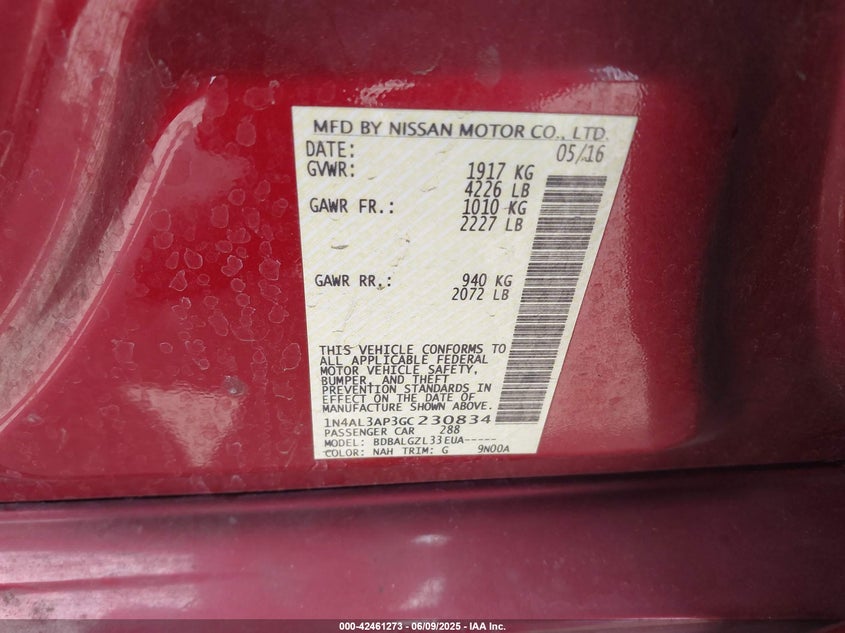 MFD BY NISSAN MOTOR CO., LTD.
DATE: 05/16
GVWR: 1917 KG
4226 LB
GAWR FR.: 1010 KG
2227 LB
GAWR RR.: 940 KG
2072 LB
THIS VEHICLE CONFORMS TO
ALL APPLICABLE FEDERAL
MOTOR VEHICLE SAFETY,
BUMPER, AND THEFT
PREVENTION STANDARDS IN
EFFECT ON THE DATE OF
MANUFACTURE SHOWN ABOVE.
1N4AL3AP3GC230834
PASSENGER CAR 288
MODEL: BDBALGZL33EUA-----
COLOR: NAH TRIM: G 9N00A
000-42461273 - 06/09/2025 - IAA Inc.